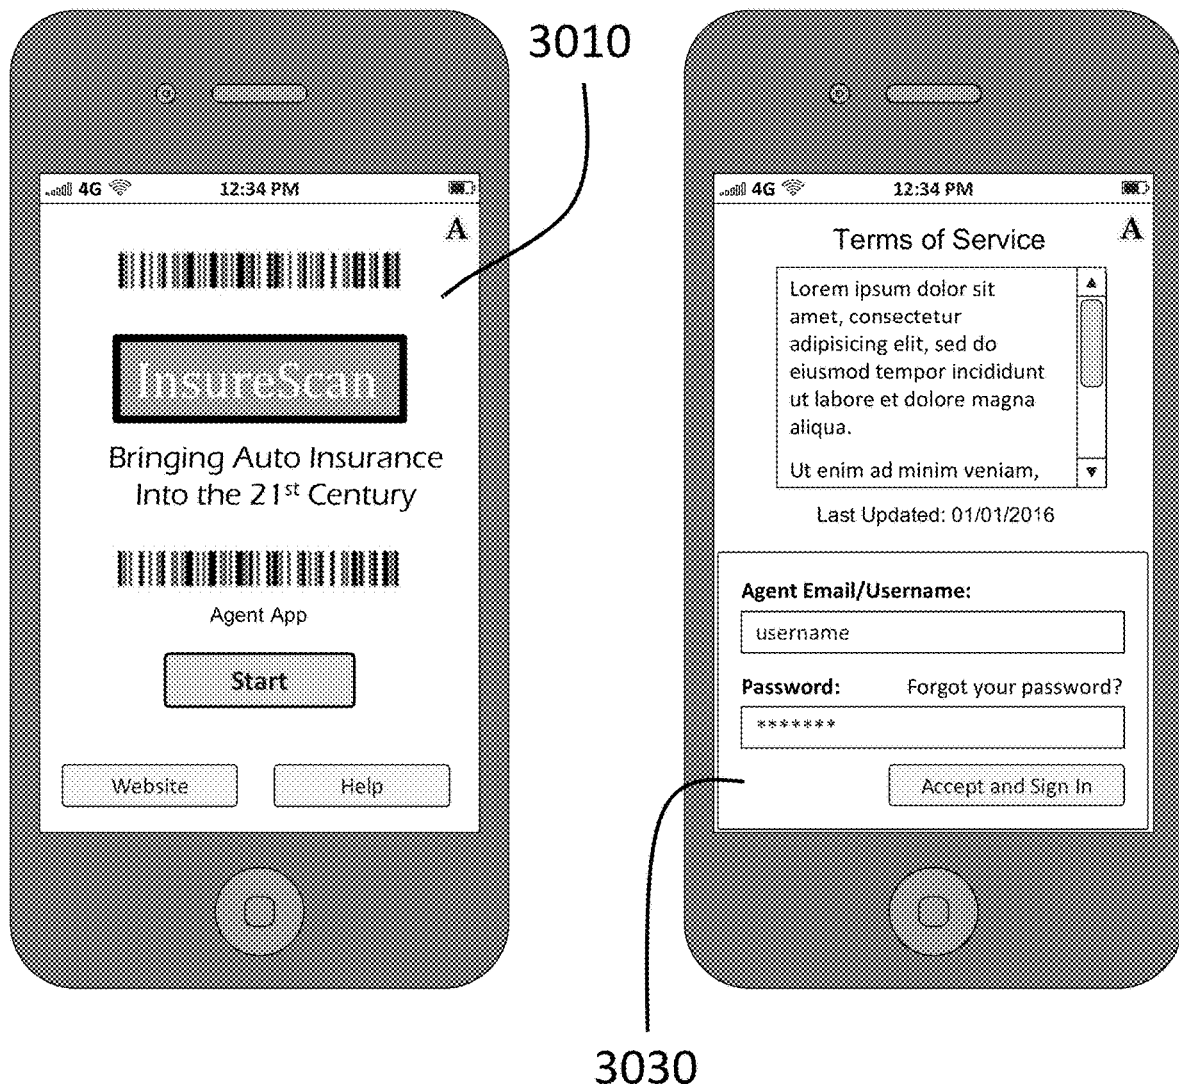 3010
4G 12:34 PM
A
InsureScan
Bringing Auto Insurance
Into the 21st Century
Agent App
Start
Website Help
4G 12:34 PM
A
Terms of Service
Lorem ipsum dolor sit
amet, consectetur
adipisicing elit, sed do
eiusmod tempor incididunt
ut labore et dolore magna
aliqua.
Ut enim ad minim veniam,
Last Updated: 01/01/2016
Agent Email/Username:
username
Password: Forgot your password?
*******
Accept and Sign In
3030